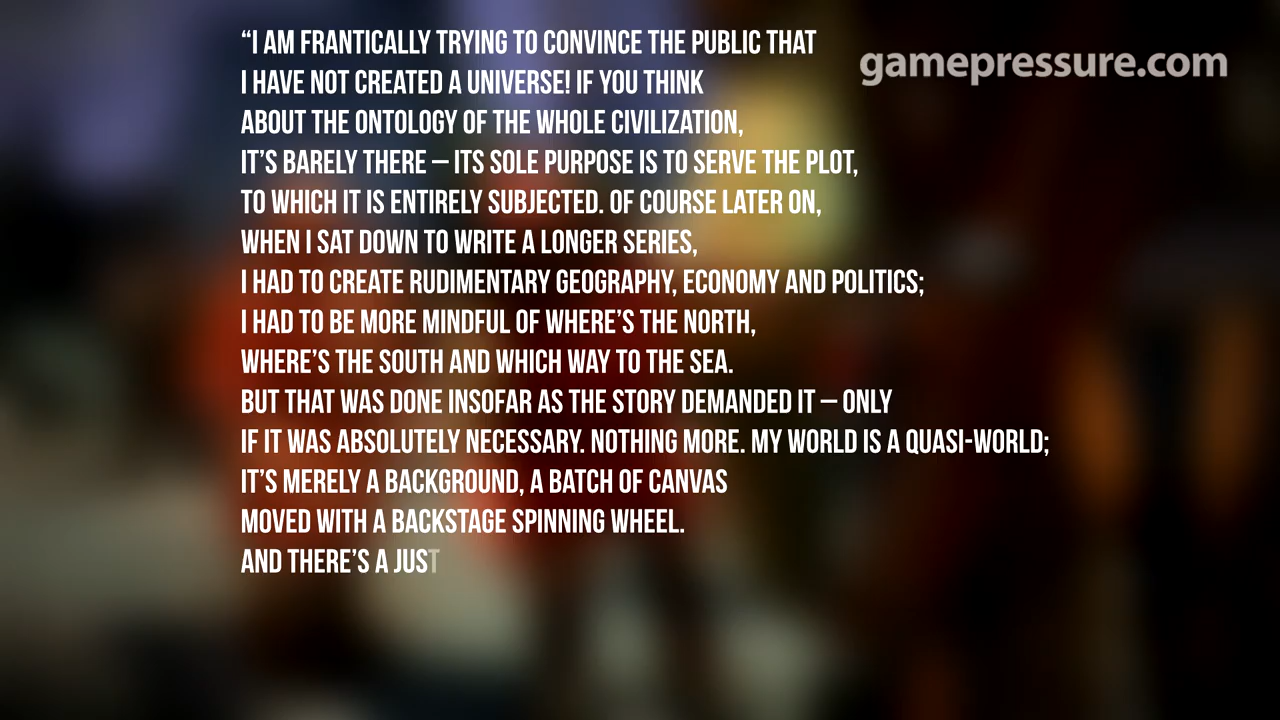 “I AM FRANTICALLY TRYING TO CONVINCE THE PUBLIC THAT
gamepressure.com
I HAVE NOT CREATED A UNIVERSE! IF YOU THINK
ABOUT THE ONTOLOGY OF THE WHOLE CIVILIZATION,
IT’S BARELY THERE – ITS SOLE PURPOSE IS TO SERVE THE PLOT,
TO WHICH IT IS ENTIRELY SUBJECTED. OF COURSE LATER ON,
WHEN I SAT DOWN TO WRITE A LONGER SERIES,
I HAD TO CREATE RUDIMENTARY GEOGRAPHY, ECONOMY AND POLITICS;
I HAD TO BE MORE MINDFUL OF WHERE’S THE NORTH,
WHERE’S THE SOUTH AND WHICH WAY TO THE SEA.
BUT THAT WAS DONE INSOFAR AS THE STORY DEMANDED IT – ONLY
IF IT WAS ABSOLUTELY NECESSARY. NOTHING MORE. MY WORLD IS A QUASI-WORLD;
IT’S MERELY A BACKGROUND, A BATCH OF CANVAS
MOVED WITH A BACKSTAGE SPINNING WHEEL.
AND THERE’S A JUST